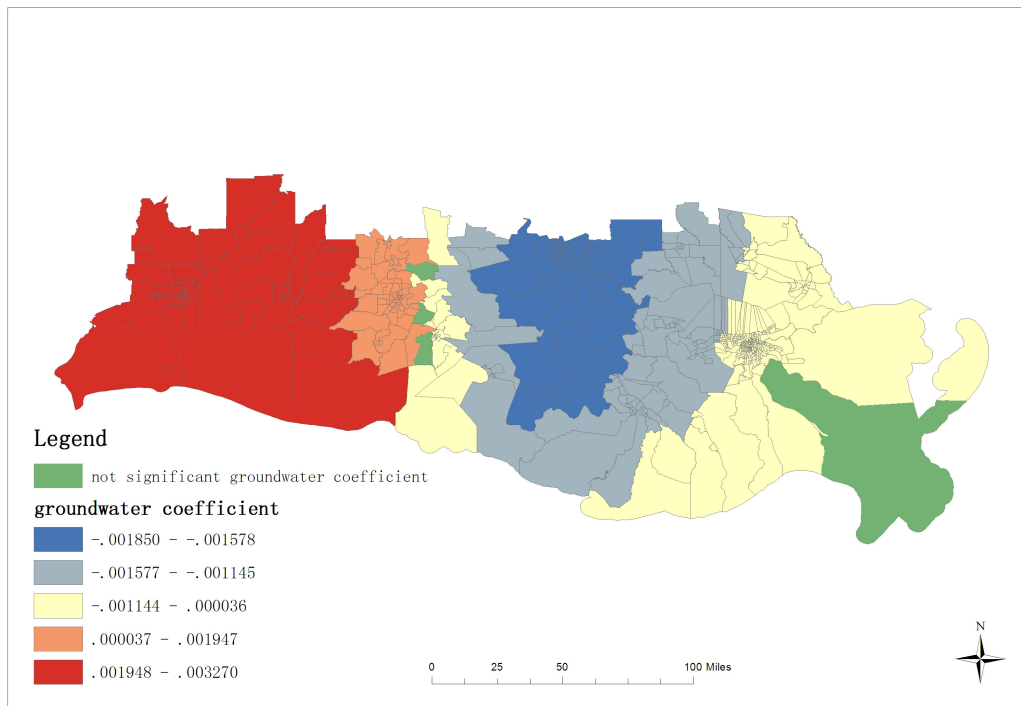 Legend
not significant groundwater coefficient
groundwater coefficient
-.001850 - -.001578
-.001577 - -.001145
-.001144 - .000036
.000037 - .001947
.001948 - .003270
0 25 50 100 Miles
N